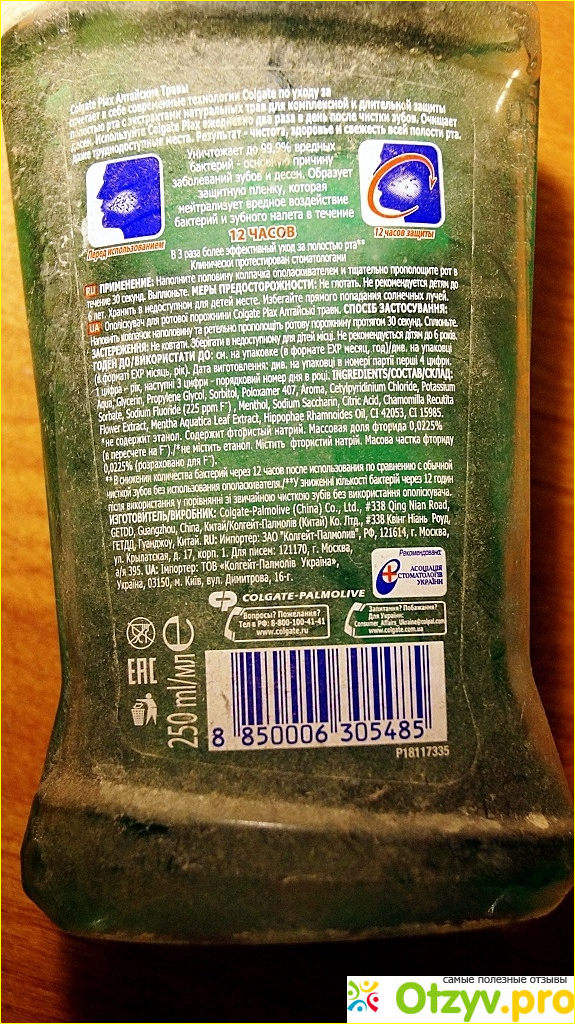 Colgate Plax Алтайские Травы
сочетает в себе современные технологии Colgate по уходу за
полостью рта с экстрактами натуральных трав для комплексной и длительной защиты
десен. Используйте Colgate Plax ежедневно два раза в день после чистки зубов. Очищает
даже труднодоступные места. Результат - чистота, здоровье и свежесть всей полости рта.
Уничтожает до 99,9% вредных
бактерий - основную причину
заболеваний зубов и десен. Образует
защитную пленку, которая
нейтрализует вредное воздействие
бактерий и зубного налета в течение
12 ЧАСОВ
Перед использованием
12 часов защиты
В 3 раза более эффективный уход за полостью рта**
Клинически протестирован стоматологами
RU ПРИМЕНЕНИЕ: Наполните половину колпачка ополаскивателем и тщательно прополощите рот в
течение 30 секунд. Выплюньте. МЕРЫ ПРЕДОСТОРОЖНОСТИ: Не глотать. Не рекомендуется детям до
6 лет. Хранить в недоступном для детей месте. Избегайте прямого попадания солнечных лучей.
UA Ополіскувач для ротової порожнини Colgate Plax Алтайські трави. СПОСІБ ЗАСТОСУВАННЯ:
Наповніть ковпачок наполовину та ретельно прополощіть ротову порожнину протягом 30 секунд. Сплюньте.
ЗАСТЕРЕЖЕННЯ: Не ковтати. Зберігати в недоступному для дітей місці. Не рекомендується дітям до 6 років.
ГОДЕН ДО/ВИКОРИСТАТИ ДО: см. на упаковке (в формате EXP месяц, год)/див. на упаковці
(в форматі EXP місяць, рік). Дата виготовлення: див. на упаковці в номері партії перші 4 цифри:
1 цифра – рік, наступні 3 цифри - порядковий номер дня в році. INGREDIENTS/СОСТАВ/СКЛАД:
Aqua, Glycerin, Propylene Glycol, Sorbitol, Poloxamer 407, Aroma, Cetylpyridinium Chloride, Potassium
Sorbate, Sodium Fluoride (225 ppm F⁻), Menthol, Sodium Saccharin, Citric Acid, Chamomilla Recutita
Flower Extract, Mentha Aquatica Leaf Extract, Hippophae Rhamnoides Oil, CI 42053, CI 15985.
*не содержит этанол. Содержит фтористый натрий. Массовая доля фторида 0,0225%
(в пересчете на F⁻)./*не містить етанол. Містить фтористий натрій. Масова частка фториду
0,0225% (розраховано для F⁻).
**В снижении количества бактерий через 12 часов после использования по сравнению с обычной
чисткой зубов без использования ополаскивателя./**У зниженні кількості бактерій через 12 годин
після використання у порівнянні зі звичайною чисткою зубів без використання ополіскувача.
ИЗГОТОВИТЕЛЬ/ВИРОБНИК: Colgate-Palmolive (China) Co., Ltd., #338 Qing Nian Road,
GETDD, Guangzhou, China, Китай/Колгейт-Палмолів (Китай) Ко. Лтд., #338 Квінг Ніань Роуд,
ГЕТДД, Гуанджоу, Китай. RU: Импортер: ЗАО "Колгейт-Палмолив", РФ, 121614, г. Москва,
ул. Крылатская, д. 17, корп. 1. Для писем: 121170, г. Москва,
а/я 395. UA: Імпортер: ТОВ «Колгейт-Палмолів Україна»,
Україна, 03150, м. Київ, вул. Димитрова, 16-г.
Рекомендована:
АСОЦІАЦІЯ
СТОМАТОЛОГІВ
УКРАЇНИ
CP COLGATE-PALMOLIVE
Вопросы? Пожелания?
Тел в РФ: 8-800-100-41-41
www.colgate.ru
Запитання? Побажання?
Для України:
Consumer_Affairs_Ukraine@colpal.com
www.colgate.com.ua
EAC
250 ml/мл e
8 850006 305485
P18117335
самые полезные отзывы
Otzyv.pro